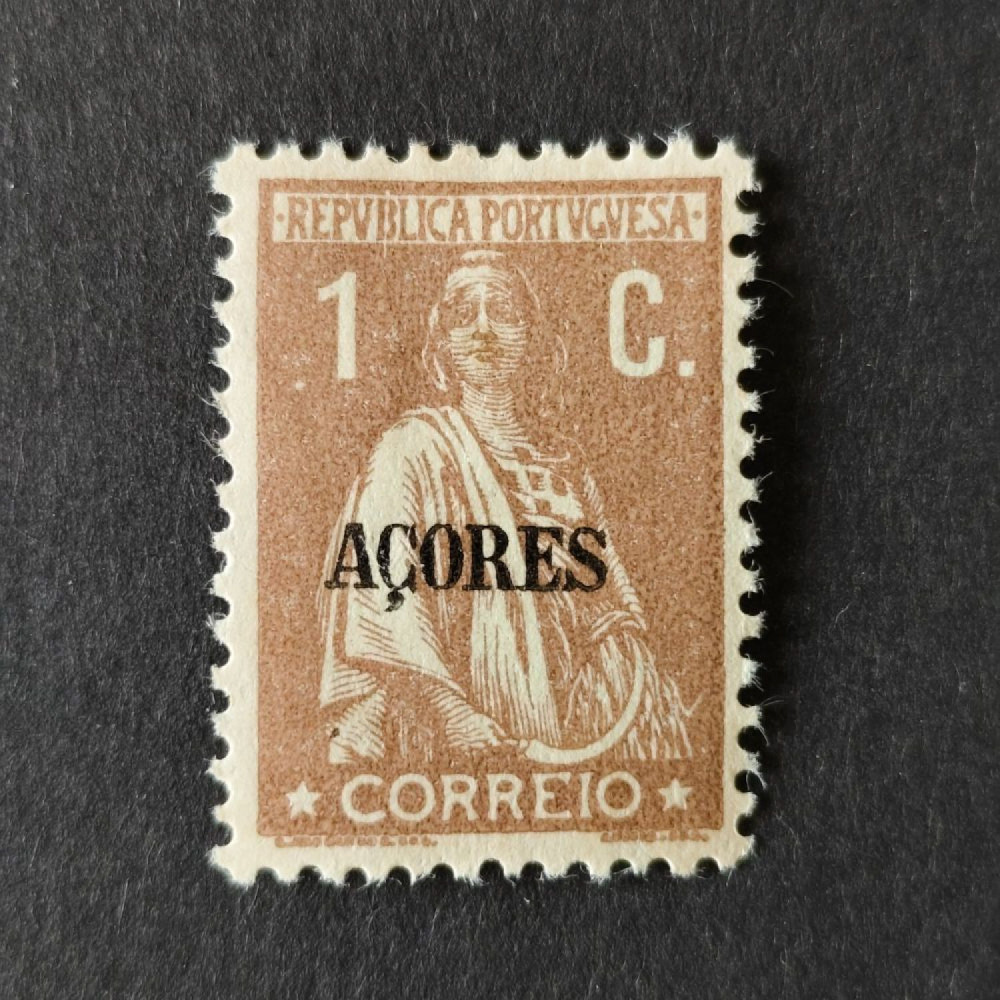 ·REPVBLICA PORTVGVESA·
1 C.
AÇORES
★ CORREIO ★